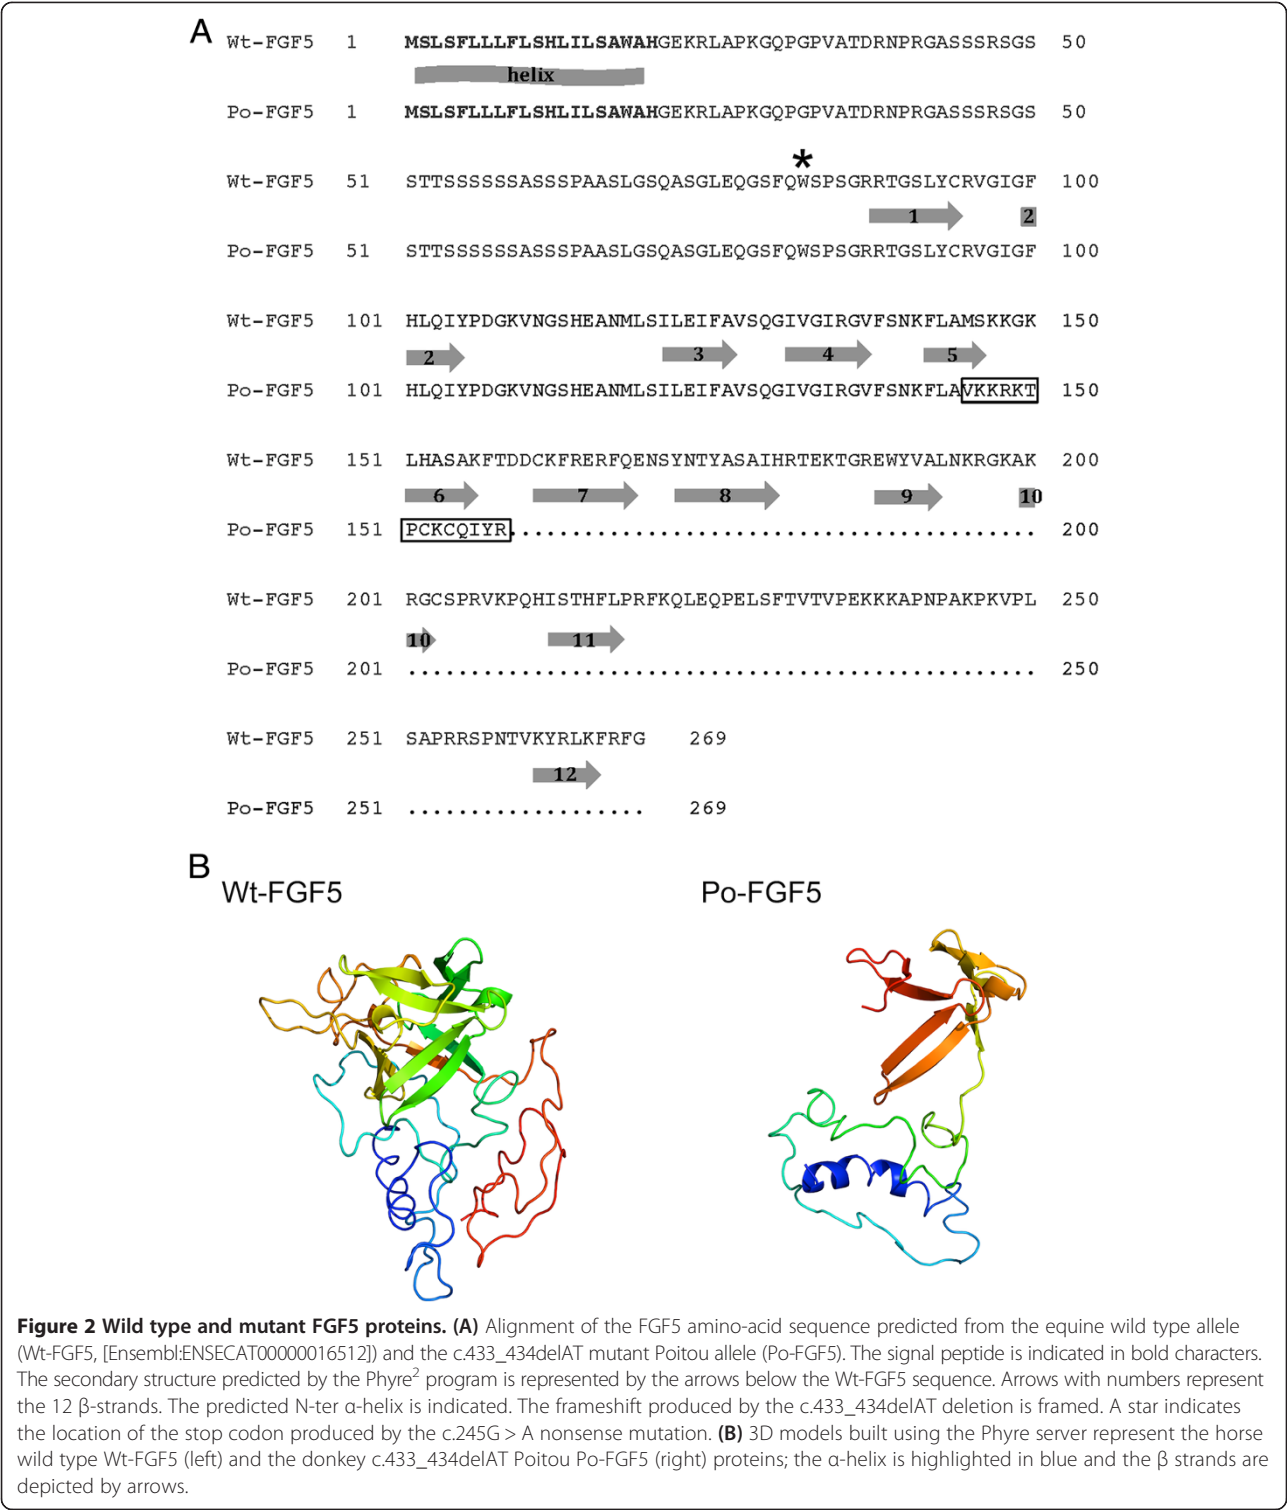 A
Wt-FGF5 1 MSLSFLLLFLSHLILSAWAHGEKRLAPKGQPGPVATDRNPRGASSSRSGS 50
helix
Po-FGF5 1 MSLSFLLLFLSHLILSAWAHGEKRLAPKGQPGPVATDRNPRGASSSRSGS 50
*
Wt-FGF5 51 STTSSSSSSASSSPAASLGSQASGLEQGSFQWSPSGRRTGSLYCRVGIGF 100
1 2
Po-FGF5 51 STTSSSSSSASSSPAASLGSQASGLEQGSFQWSPSGRRTGSLYCRVGIGF 100
Wt-FGF5 101 HLQIYPDGKVNGSHEANMLSILEIFAVSQGIVGIRGVFSNKFLAMSKKGK 150
2 3 4 5
Po-FGF5 101 HLQIYPDGKVNGSHEANMLSILEIFAVSQGIVGIRGVFSNKFLAVKKRKT 150
Wt-FGF5 151 LHASAKFTDDCKFRERFQENSYNTYASAIHRTEKTGREWYVALNKRGKAK 200
6 7 8 9 10
Po-FGF5 151 PCKCQIYR.......................................... 200
Wt-FGF5 201 RGCSPRVKPQHISTHFLPRFKQLEQPELSFTVTVPEKKKAPNPAKPKVPL 250
10 11
Po-FGF5 201 .................................................. 250
Wt-FGF5 251 SAPRRSPNTVKYRLKFRFG 269
12
Po-FGF5 251 ................... 269
B
Wt-FGF5 Po-FGF5
Figure 2 Wild type and mutant FGF5 proteins. (A) Alignment of the FGF5 amino-acid sequence predicted from the equine wild type allele
(Wt-FGF5, [Ensembl:ENSECAT00000016512]) and the c.433_434delAT mutant Poitou allele (Po-FGF5). The signal peptide is indicated in bold characters.
The secondary structure predicted by the Phyre² program is represented by the arrows below the Wt-FGF5 sequence. Arrows with numbers represent
the 12 β-strands. The predicted N-ter α-helix is indicated. The frameshift produced by the c.433_434delAT deletion is framed. A star indicates
the location of the stop codon produced by the c.245G > A nonsense mutation. (B) 3D models built using the Phyre server represent the horse
wild type Wt-FGF5 (left) and the donkey c.433_434delAT Poitou Po-FGF5 (right) proteins; the α-helix is highlighted in blue and the β strands are
depicted by arrows.